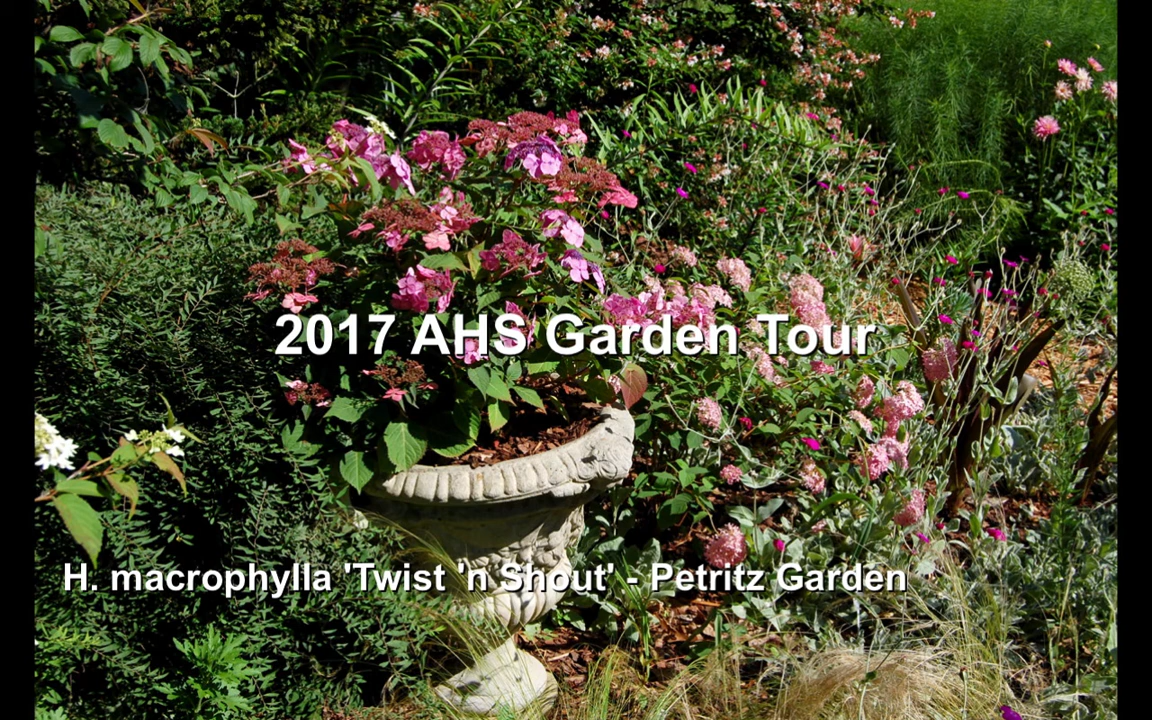 2017 AHS Garden Tour
H. macrophylla 'Twist 'n Shout' - Petritz Garden